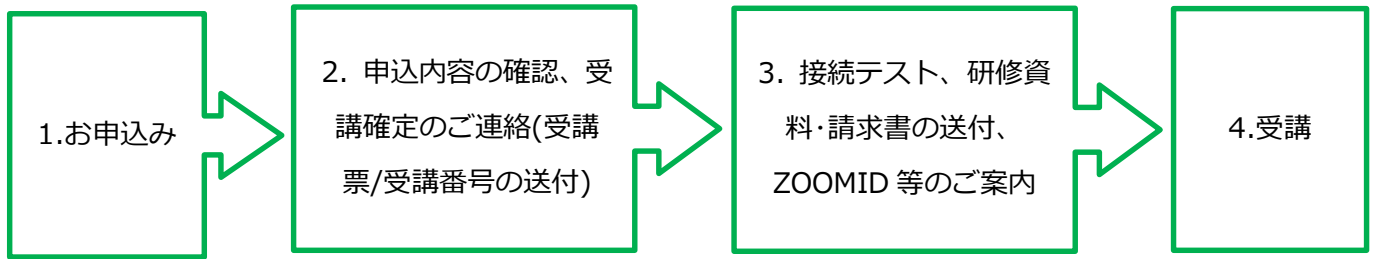 1.お申込み
2. 申込内容の確認、受
講確定のご連絡(受講
票/受講番号の送付)
3. 接続テスト、研修資
料・請求書の送付、
ZOOMID 等のご案内
4.受講